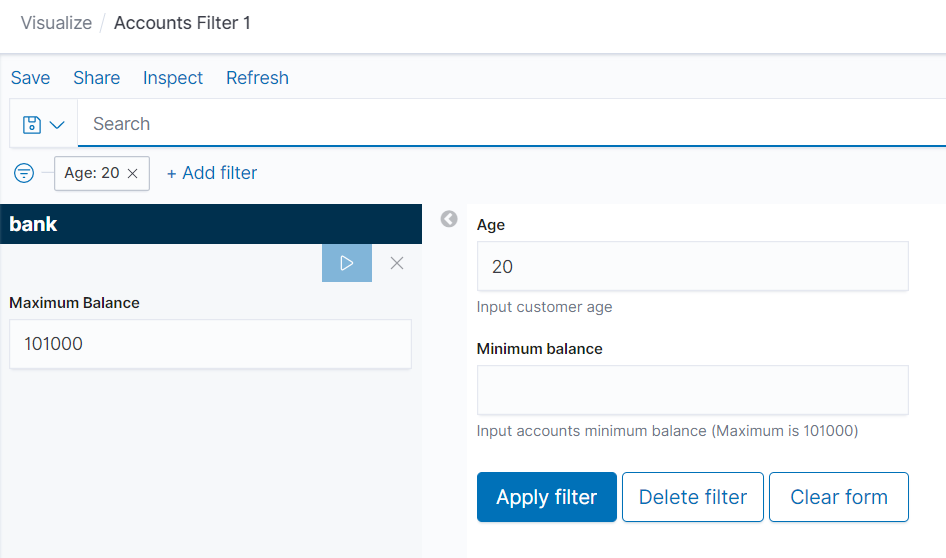 Visualize / Accounts Filter 1
Save Share Inspect Refresh
Search
Age: 20 × + Add filter
bank
Maximum Balance
101000
Age
20
Input customer age
Minimum balance
Input accounts minimum balance (Maximum is 101000)
Apply filter Delete filter Clear form